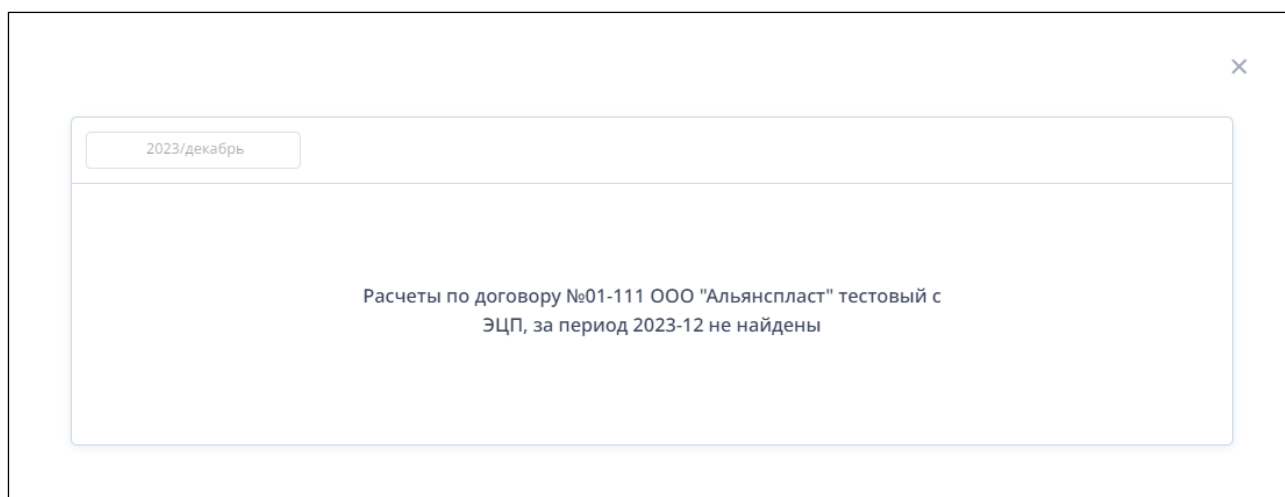 2023/декабрь
Расчеты по договору №01-111 ООО "Альянспласт" тестовый с
ЭЦП, за период 2023-12 не найдены